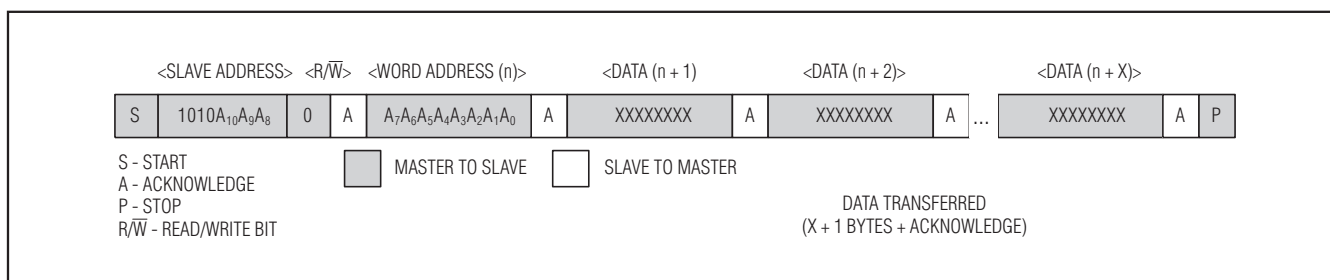 <SLAVE ADDRESS> <R/W̅> <WORD ADDRESS (n)> <DATA (n + 1) <DATA (n + 2)> <DATA (n + X)>
S 1010A₁₀A₉A₈ 0 A A₇A₆A₅A₄A₃A₂A₁A₀ A XXXXXXXX A XXXXXXXX A ... XXXXXXXX A P
S - START
A - ACKNOWLEDGE
P - STOP
R/W̅ - READ/WRITE BIT
MASTER TO SLAVE SLAVE TO MASTER
DATA TRANSFERRED
(X + 1 BYTES + ACKNOWLEDGE)